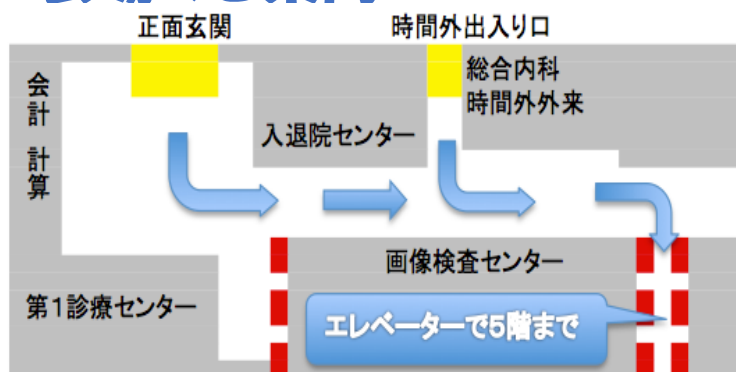 正面玄関
時間外出入り口
会計 計算
総合内科
時間外外来
入退院センター
画像検査センター
第1診療センター
エレベーターで5階まで